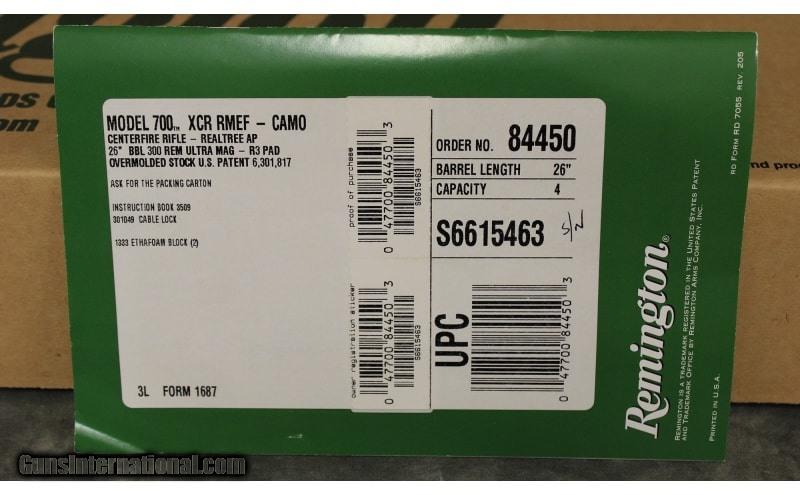 DS
com
nd pro
MODEL 700™ XCR RMEF - CAMO
CENTERFIRE RIFLE - REALTREE AP
26" BBL 300 REM ULTRA MAG - R3 PAD
OVERMOLDED STOCK U.S. PATENT 6,301,817
ASK FOR THE PACKING CARTON
INSTRUCTION BOOK 3509
301049 CABLE LOCK
1333 ETHAFOAM BLOCK (2)
3L FORM 1687
proof of purchase
0 47700 84450 3
S6615463
owner registration sticker
0 47700 84450 3
S6615463
ORDER NO. 84450
BARREL LENGTH 26"
CAPACITY 4
S6615463 S/2
UPC
0 47700 84450 3
Remington®
REMINGTON IS A TRADEMARK REGISTERED IN THE UNITED STATES PATENT
AND TRADEMARK OFFICE BY REMINGTON ARMS COMPANY, INC.
PRINTED IN U.S.A.
RD FORM RD 7055 REV. 205
GunsInternational.com